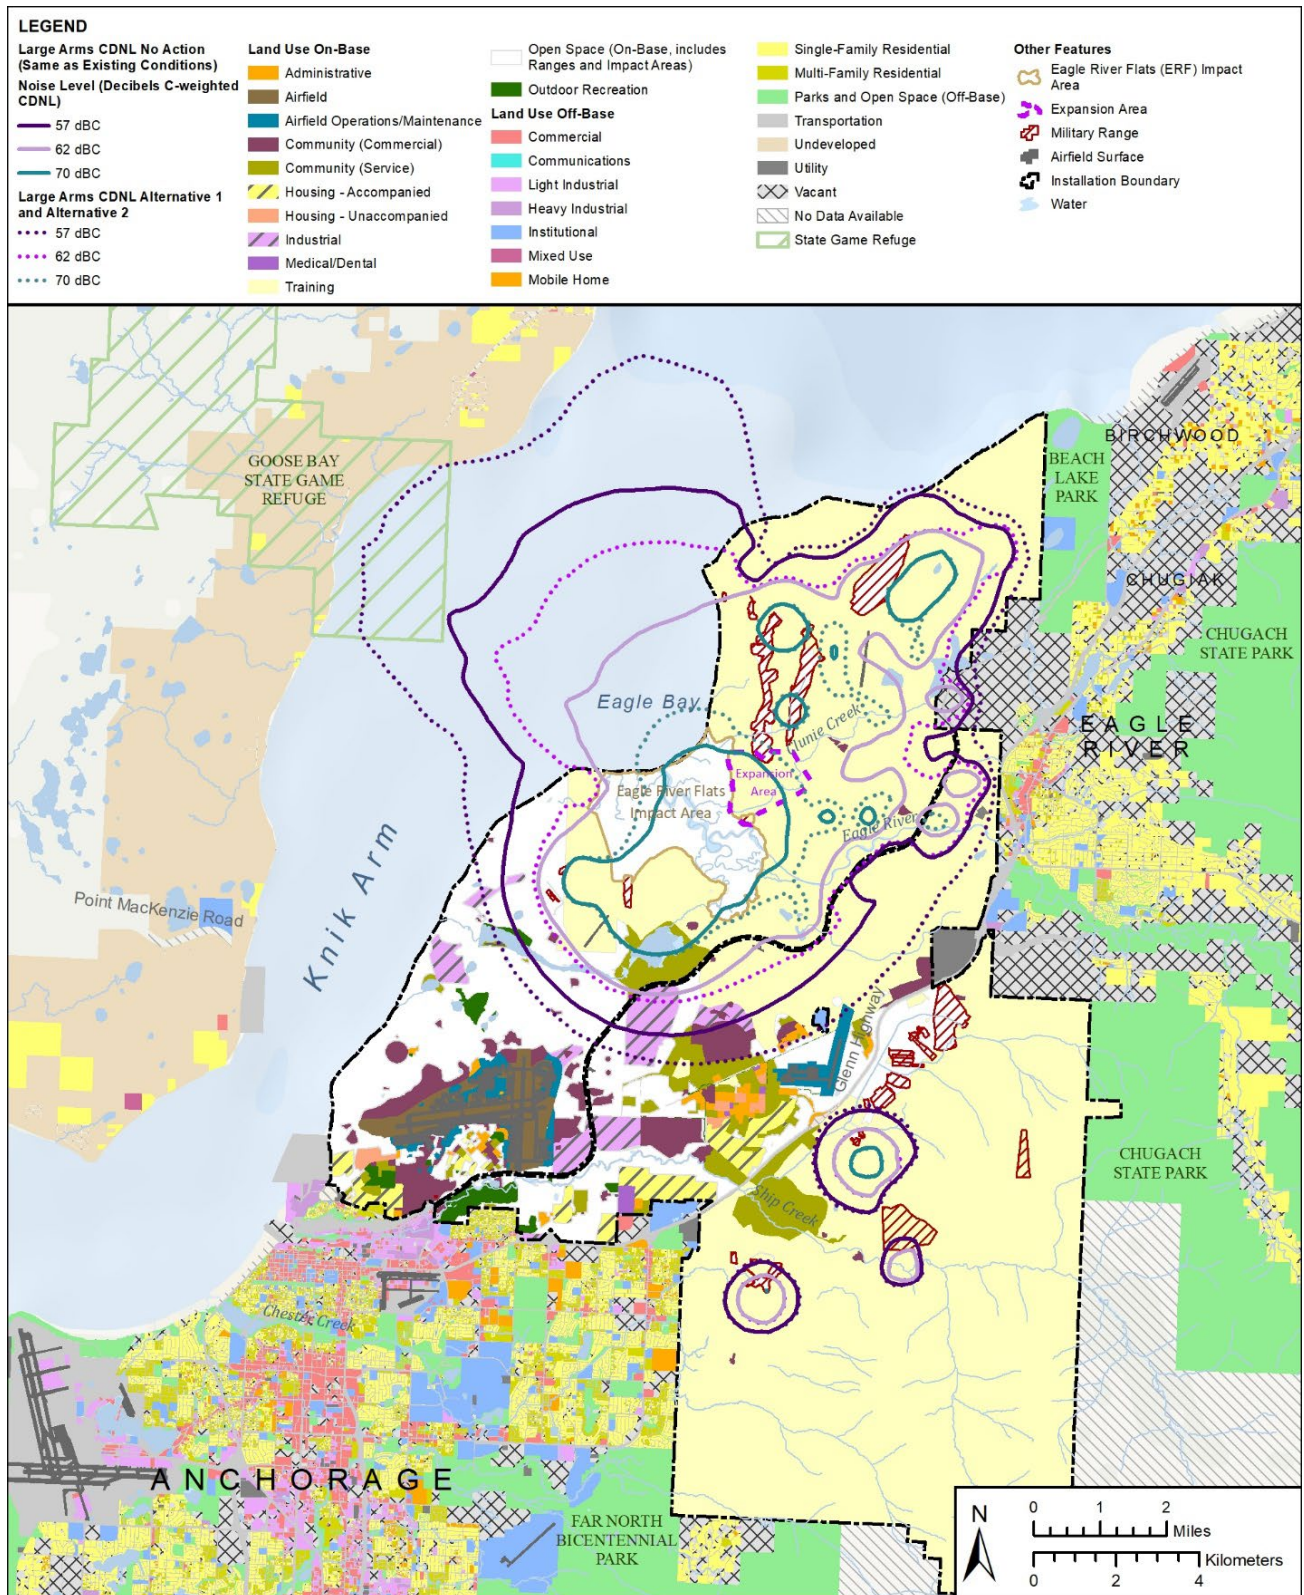 LEGEND
Large Arms CDNL No Action
(Same as Existing Conditions)
Noise Level (Decibels C-weighted
CDNL)
57 dBC
62 dBC
70 dBC
Large Arms CDNL Alternative 1
and Alternative 2
57 dBC
62 dBC
70 dBC
Land Use On-Base
Administrative
Airfield
Airfield Operations/Maintenance
Community (Commercial)
Community (Service)
Housing - Accompanied
Housing - Unaccompanied
Industrial
Medical/Dental
Training
Open Space (On-Base, includes
Ranges and Impact Areas)
Outdoor Recreation
Land Use Off-Base
Commercial
Communications
Light Industrial
Heavy Industrial
Institutional
Mixed Use
Mobile Home
Single-Family Residential
Multi-Family Residential
Parks and Open Space (Off-Base)
Transportation
Undeveloped
Utility
Vacant
No Data Available
State Game Refuge
Other Features
Eagle River Flats (ERF) Impact
Area
Expansion Area
Military Range
Airfield Surface
Installation Boundary
Water
GOOSE BAY
STATE GAME
REFUGE
BIRCHWOOD
BEACH
LAKE
PARK
CHUGIAK
CHUGACH
STATE PARK
Eagle Bay
EAGLE
RIVER
Clunie Creek
Expansion
Area
Eagle River Flats
Impact Area
Eagle River
Knik Arm
Point MacKenzie Road
Glenn Highway
CHUGACH
STATE PARK
Ship Creek
Chester Creek
ANCHORAGE
FAR NORTH
BICENTENNIAL
PARK
N
0 1 2
Miles
Kilometers
0 2 4